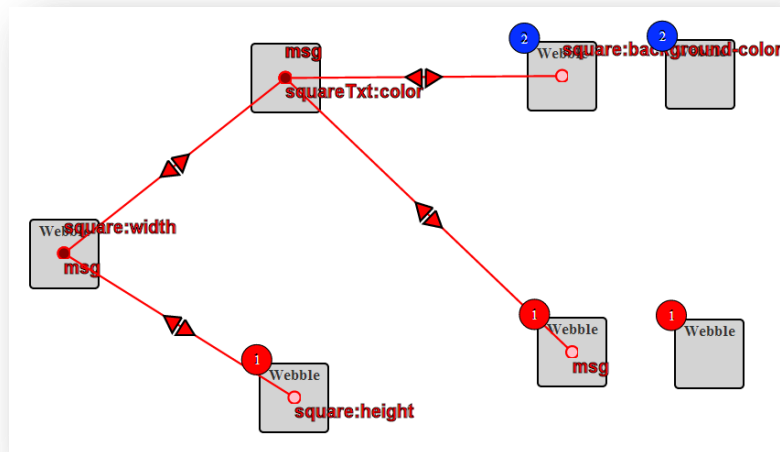 msg
squareTxt:color
2
Webble
square:background-color
2
Webble
square:width
msg
1
Webble
square:height
1
Webble
msg
1
Webble